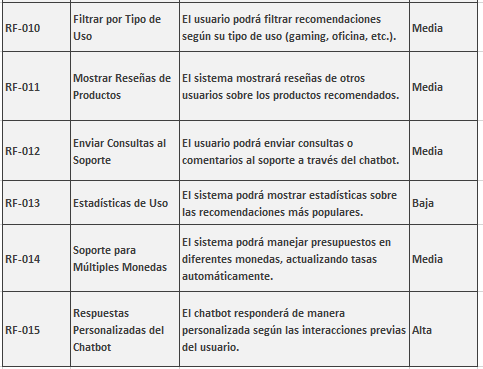 RF-010
Filtrar por Tipo de
Uso
El usuario podrá filtrar recomendaciones
según su tipo de uso (gaming, oficina, etc.).
Media
RF-011
Mostrar Reseñas de
Productos
El sistema mostrará reseñas de otros
usuarios sobre los productos recomendados.
Media
RF-012
Enviar Consultas al
Soporte
El usuario podrá enviar consultas o
comentarios al soporte a través del chatbot.
Media
RF-013
Estadísticas de Uso
El sistema podrá mostrar estadísticas sobre
las recomendaciones más populares.
Baja
RF-014
Soporte para
Múltiples Monedas
El sistema podrá manejar presupuestos en
diferentes monedas, actualizando tasas
automáticamente.
Media
RF-015
Respuestas
Personalizadas del
Chatbot
El chatbot responderá de manera
personalizada según las interacciones previas
del usuario.
Alta